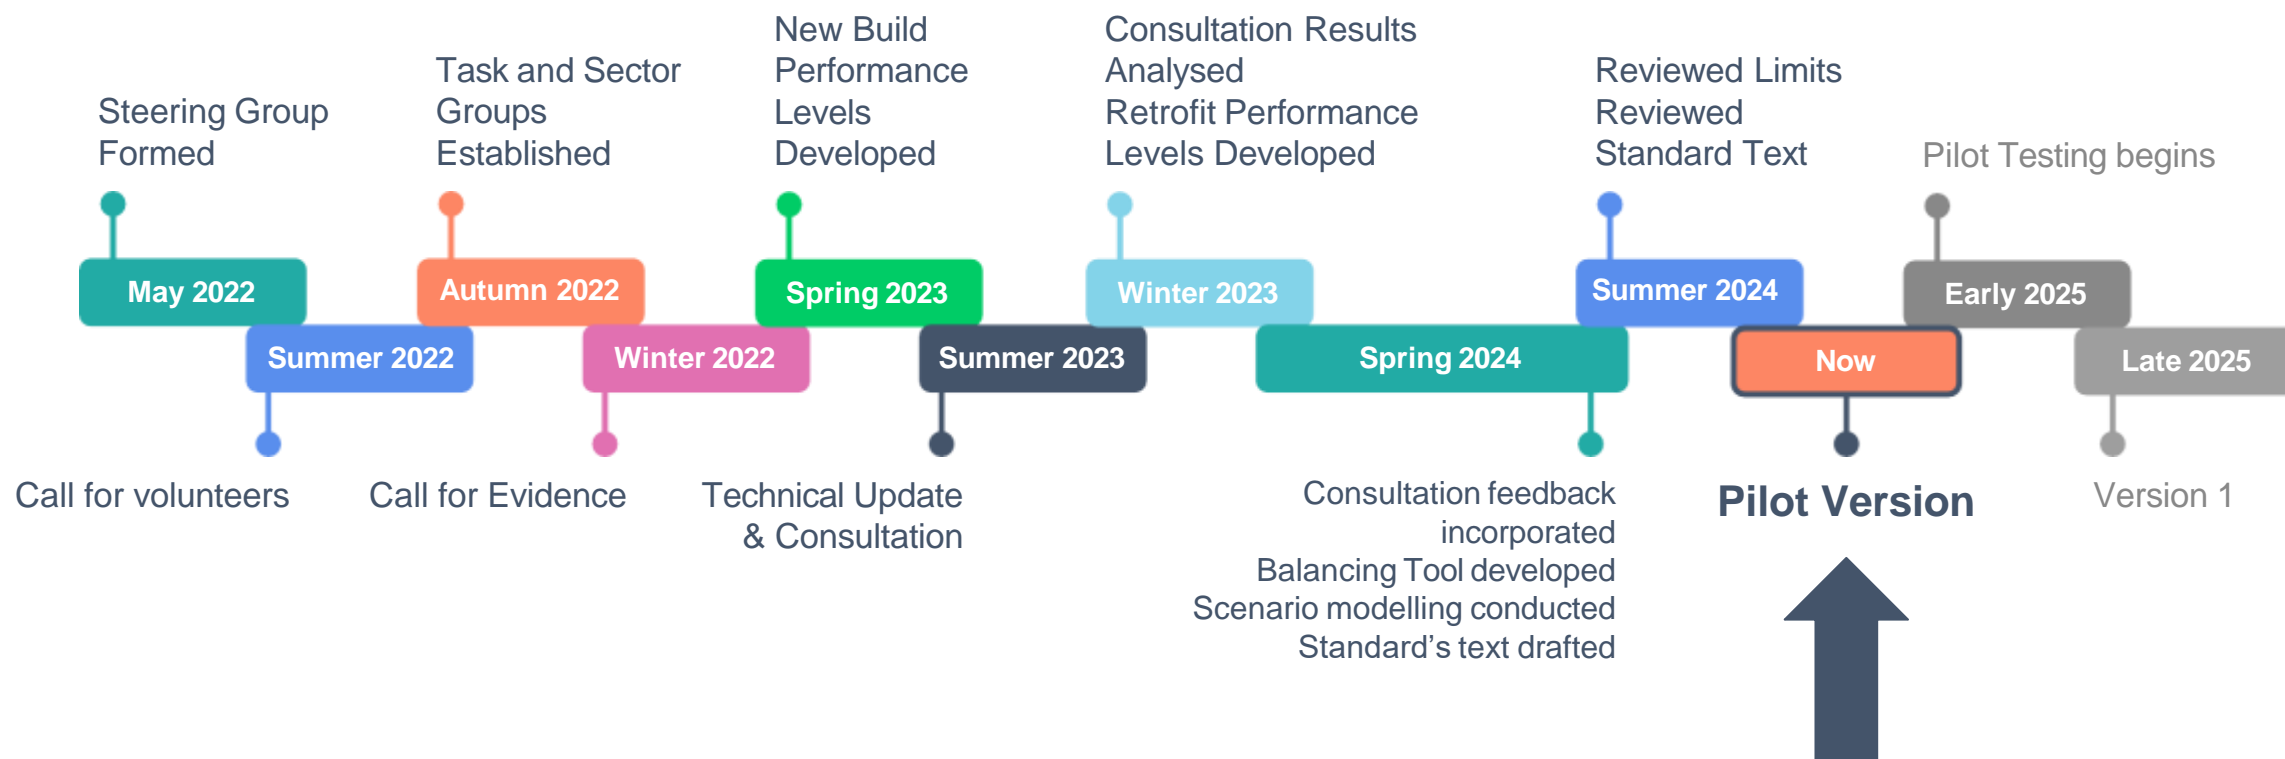 Steering Group
Formed
Task and Sector
Groups
Established
New Build
Performance
Levels
Developed
Consultation Results
Analysed
Retrofit Performance
Levels Developed
Reviewed Limits
Reviewed
Standard Text
Pilot Testing begins
May 2022
Autumn 2022
Spring 2023
Winter 2023
Summer 2024
Early 2025
Summer 2022
Winter 2022
Summer 2023
Spring 2024
Now
Late 2025
Call for volunteers
Call for Evidence
Technical Update
& Consultation
Consultation feedback
incorporated
Balancing Tool developed
Scenario modelling conducted
Standard’s text drafted
Pilot Version
Version 1